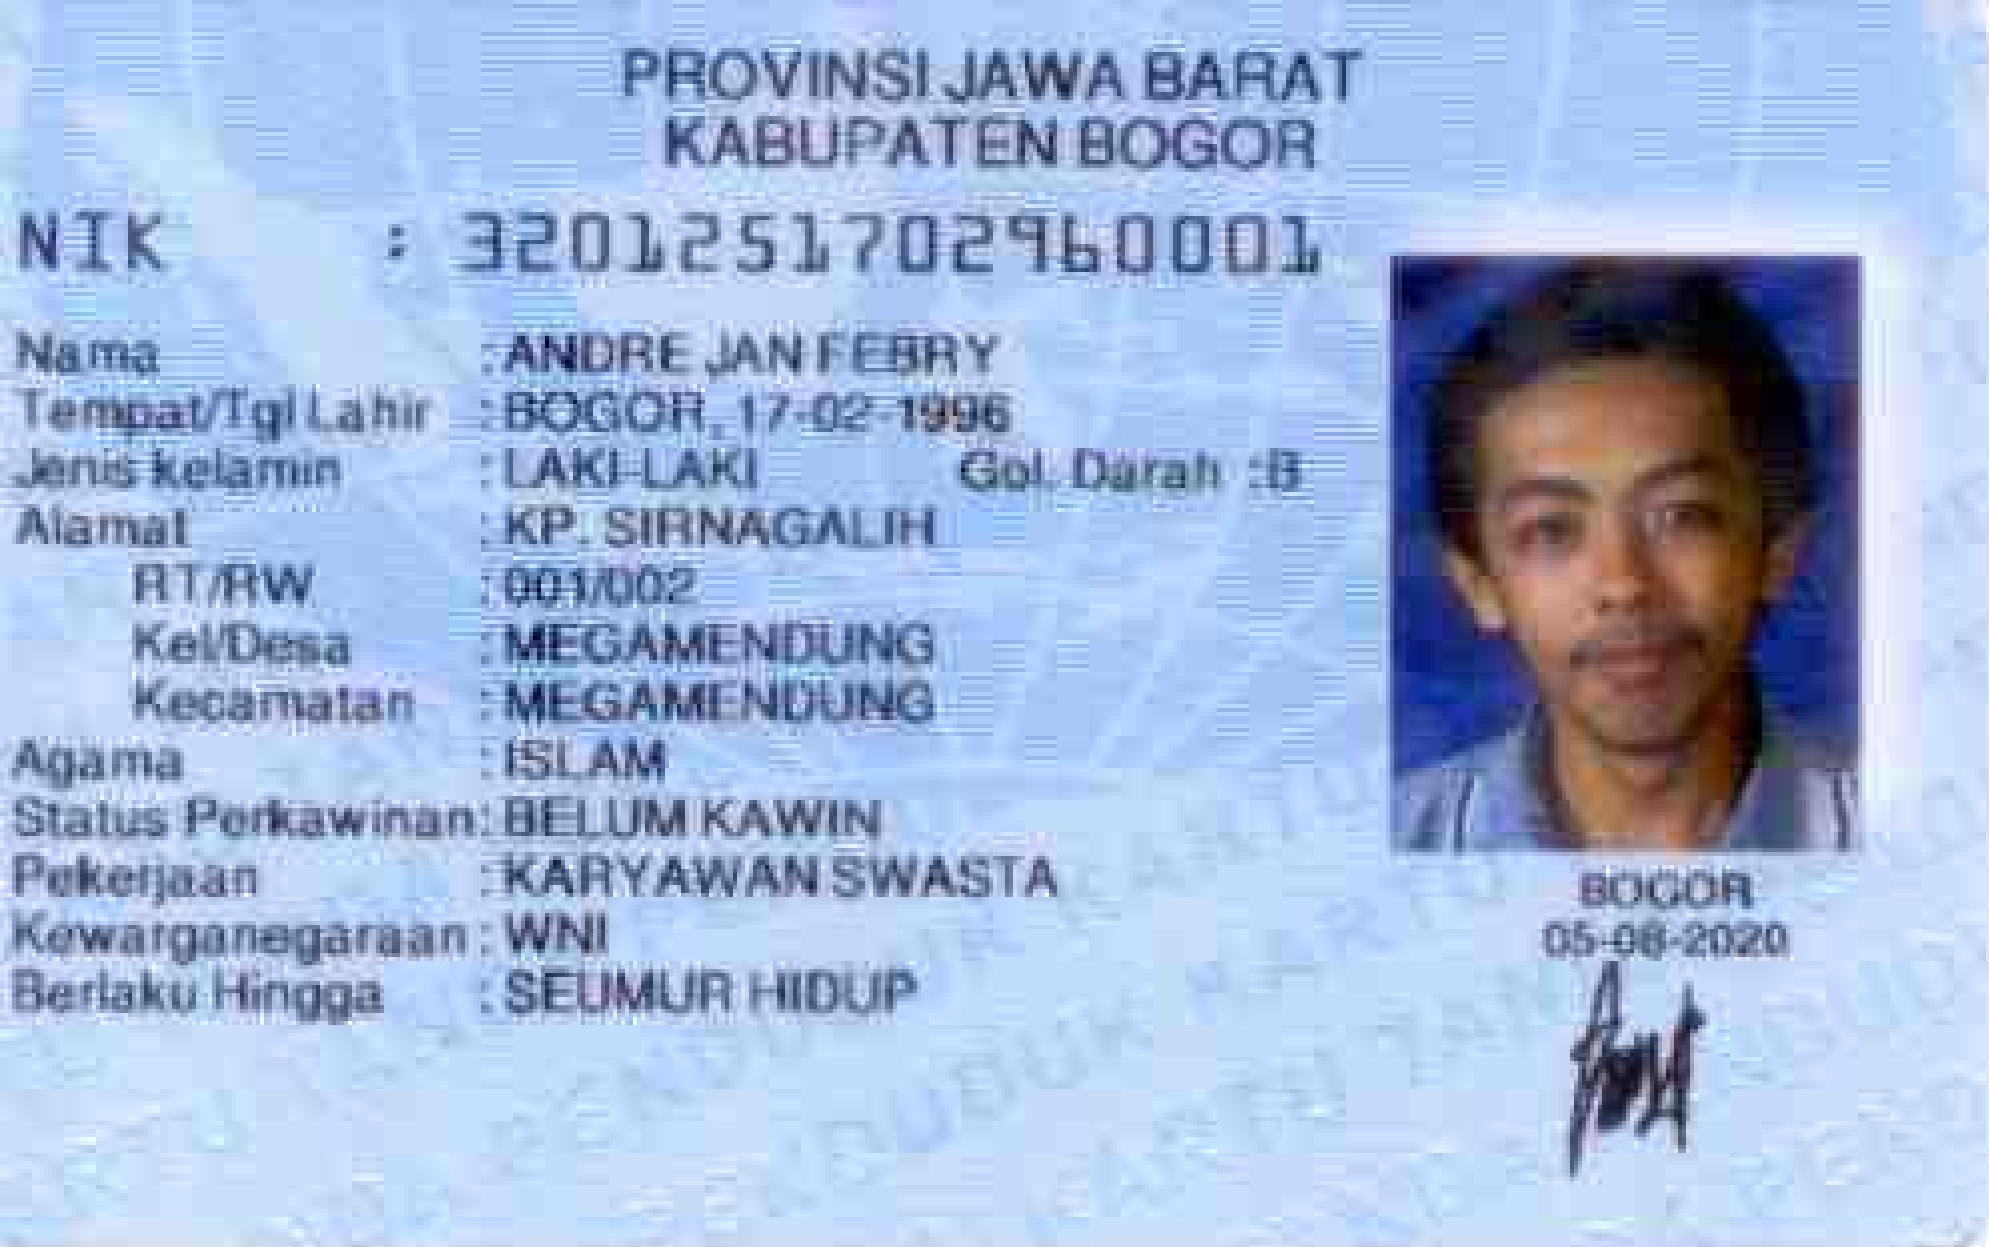 PROVINSI JAWA BARAT
KABUPATEN BOGOR
NIK : 3201251702960001
Nama : ANDRE JAN FEBRY
Tempat/Tgl Lahir : BOGOR, 17-02-1996
Jenis kelamin : LAKI-LAKI Gol. Darah : B
Alamat : KP. SIRNAGALIH
RT/RW : 001/002
Kel/Desa : MEGAMENDUNG
Kecamatan : MEGAMENDUNG
Agama : ISLAM
Status Perkawinan : BELUM KAWIN
Pekerjaan : KARYAWAN SWASTA
Kewarganegaraan : WNI
Berlaku Hingga : SEUMUR HIDUP
BOGOR
05-08-2020